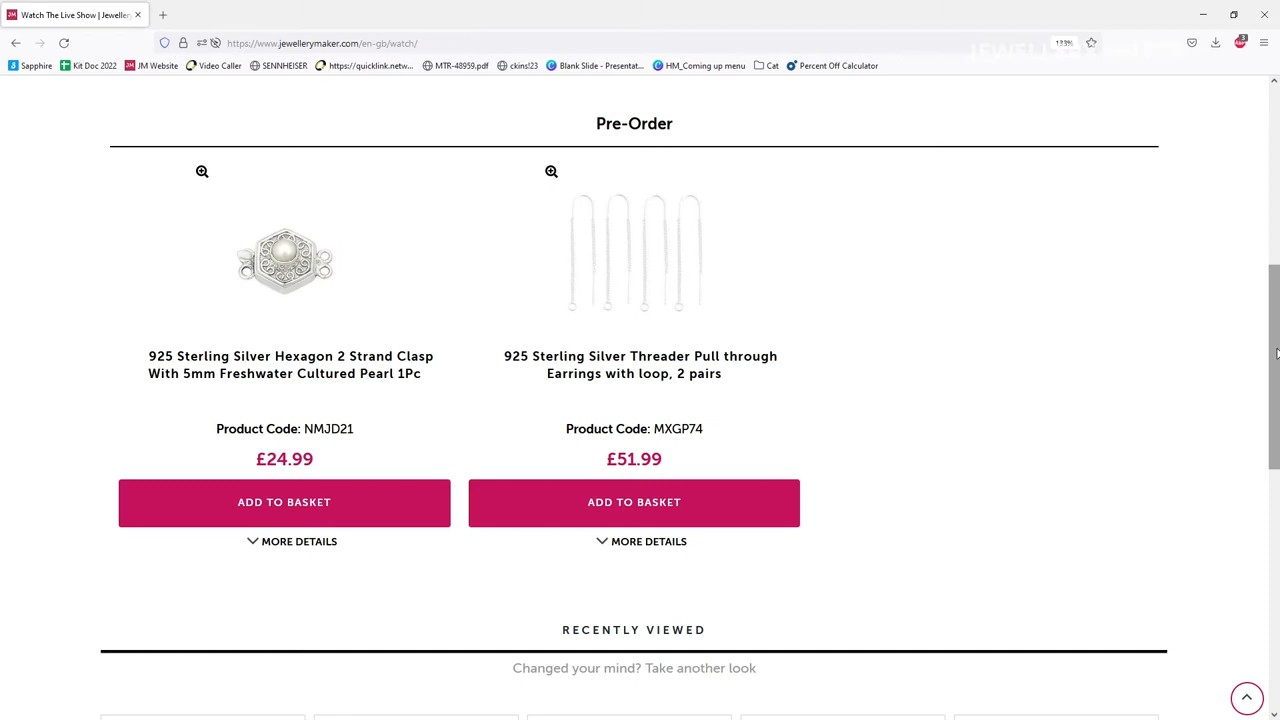 Watch The Live Show | Jeweller
https://www.jewellerymaker.com/en-gb/watch/
133%
Sapphire
Kit Doc 2022
JM Website
Video Caller
SENNHEISER
https://quicklink.netw...
MTR-48959.pdf
ckins!23
Blank Slide - Presentat...
HM_Coming up menu
Cat
Percent Off Calculator
Pre-Order
925 Sterling Silver Hexagon 2 Strand Clasp
With 5mm Freshwater Cultured Pearl 1Pc
Product Code: NMJD21
£24.99
ADD TO BASKET
MORE DETAILS
925 Sterling Silver Threader Pull through
Earrings with loop, 2 pairs
Product Code: MXGP74
£51.99
ADD TO BASKET
MORE DETAILS
RECENTLY VIEWED
Changed your mind? Take another look